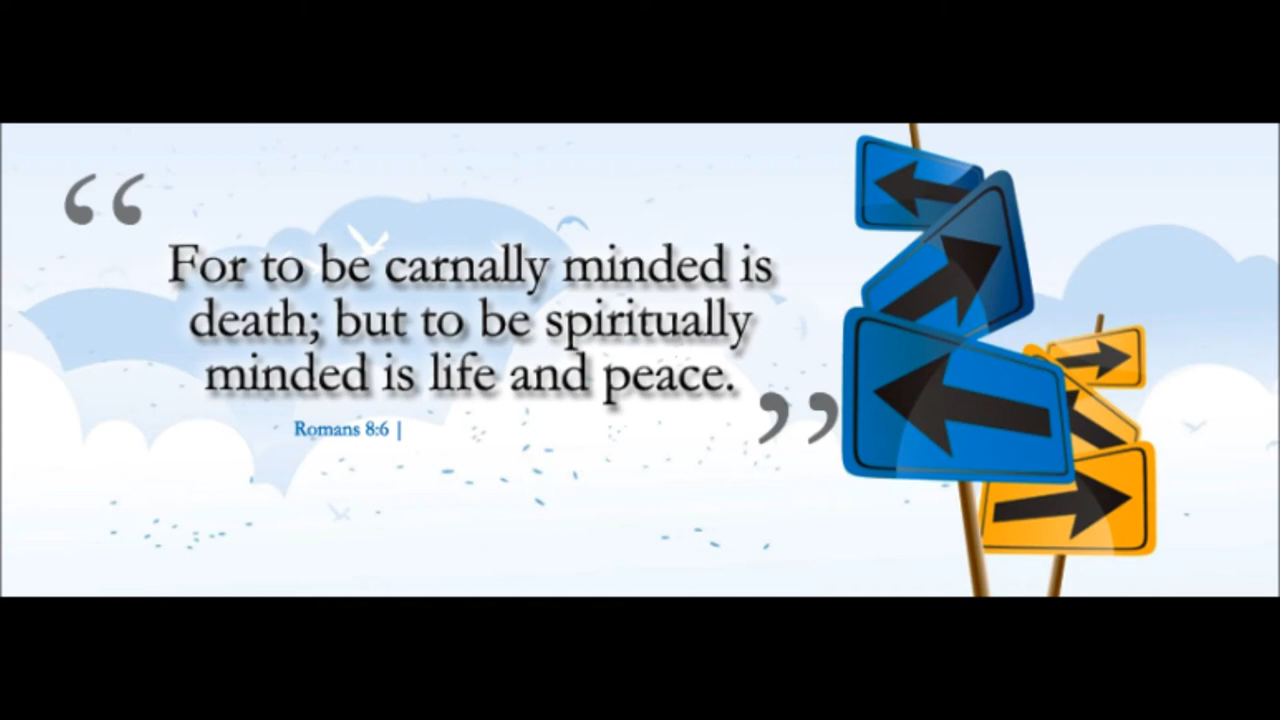 “
For to be carnally minded is
death; but to be spiritually
minded is life and peace.
”
Romans 8:6 |